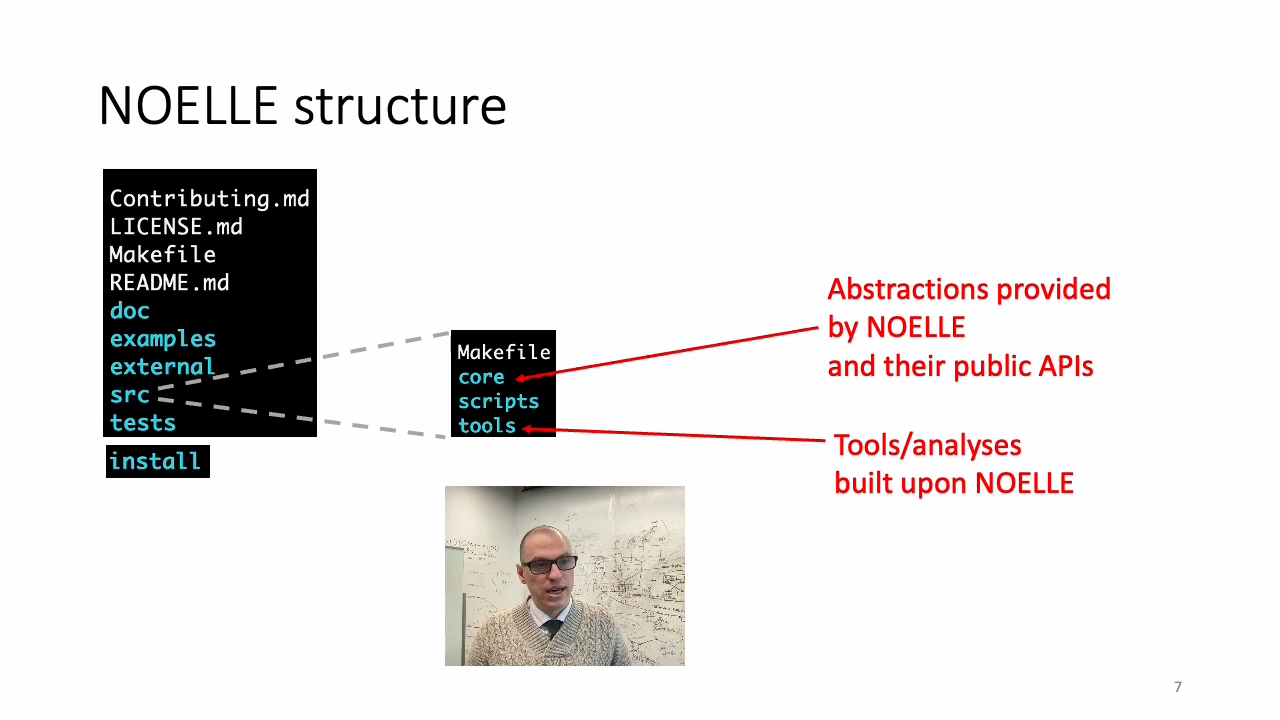 NOELLE structure
Contributing.md
LICENSE.md
Makefile
README.md
doc
examples
external
src
tests
install
Makefile
core
scripts
tools
Abstractions provided
by NOELLE
and their public APIs
Tools/analyses
built upon NOELLE
7